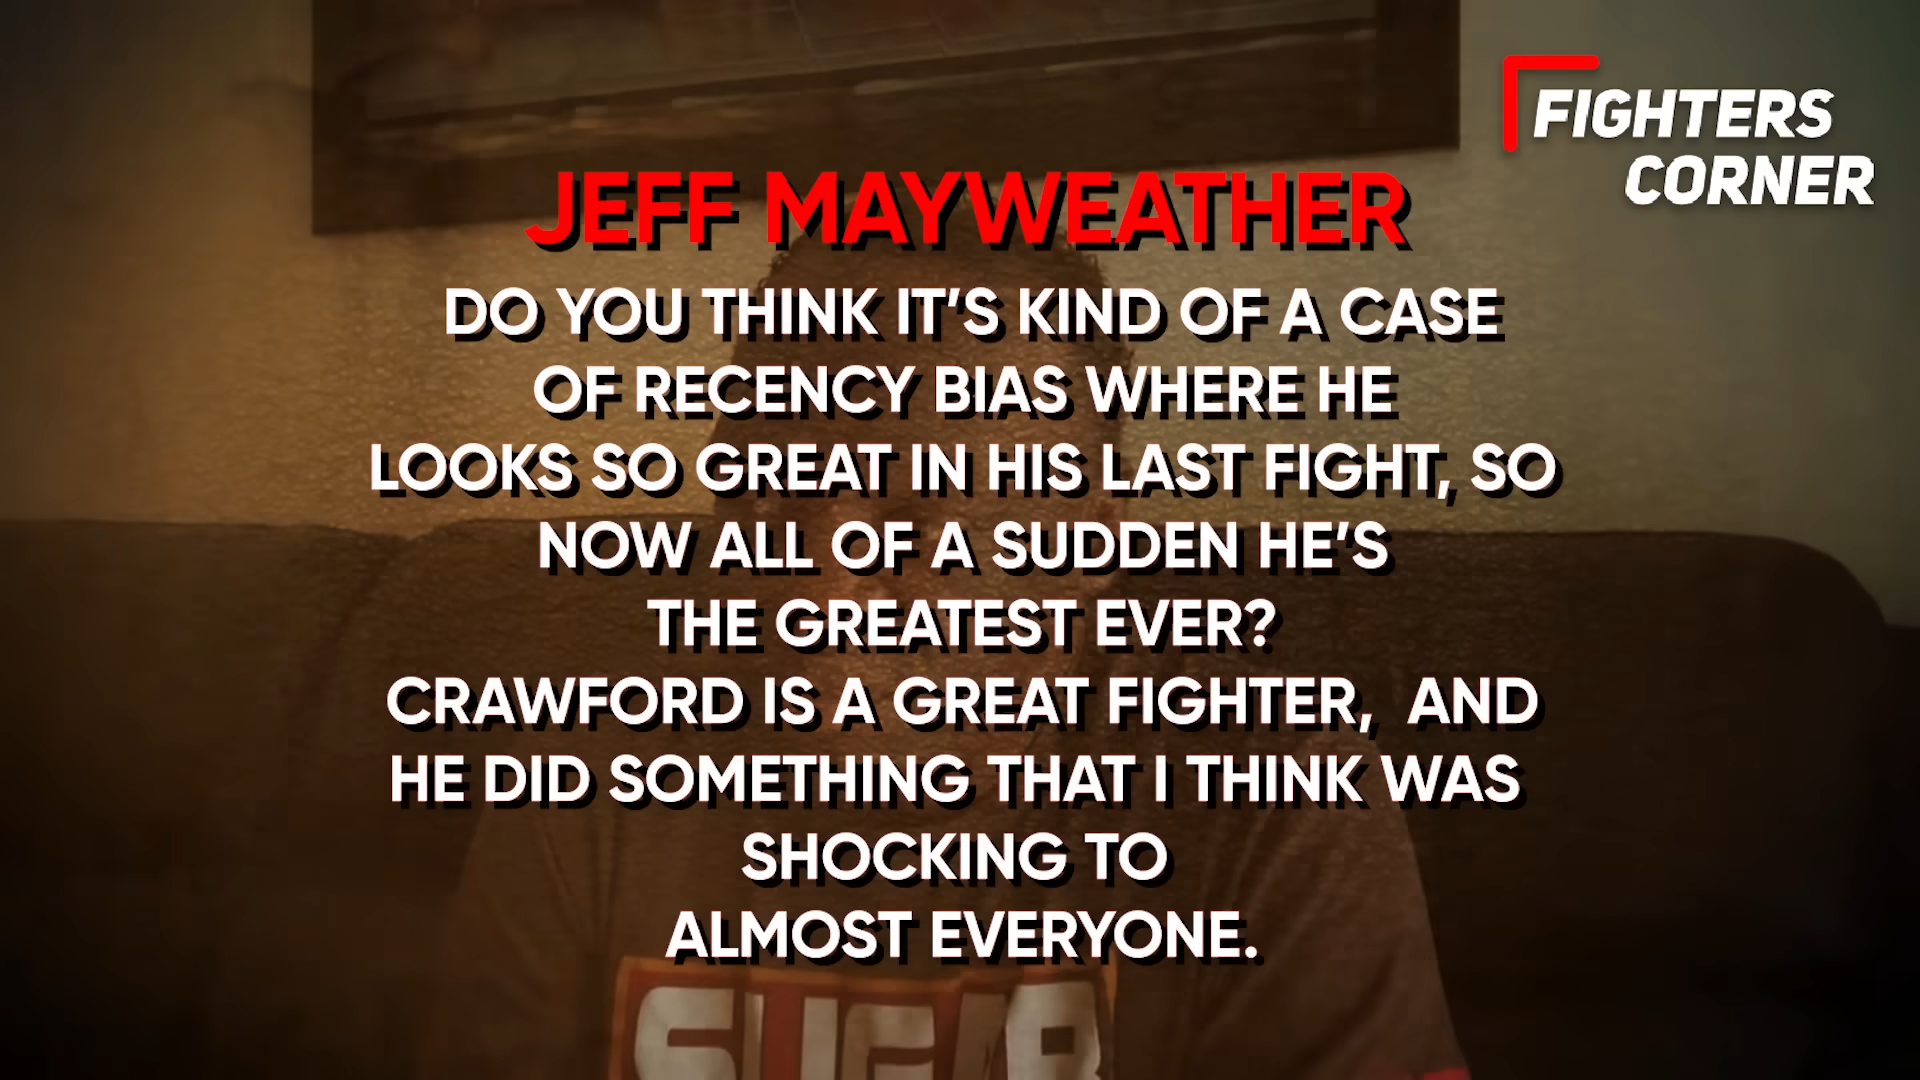 FIGHTERS
CORNER
JEFF MAYWEATHER
DO YOU THINK IT'S KIND OF A CASE
OF RECENCY BIAS WHERE HE
LOOKS SO GREAT IN HIS LAST FIGHT, SO
NOW ALL OF A SUDDEN HE'S
THE GREATEST EVER?
CRAWFORD IS A GREAT FIGHTER,  AND
HE DID SOMETHING THAT I THINK WAS
SHOCKING TO
ALMOST EVERYONE.
SUGAR